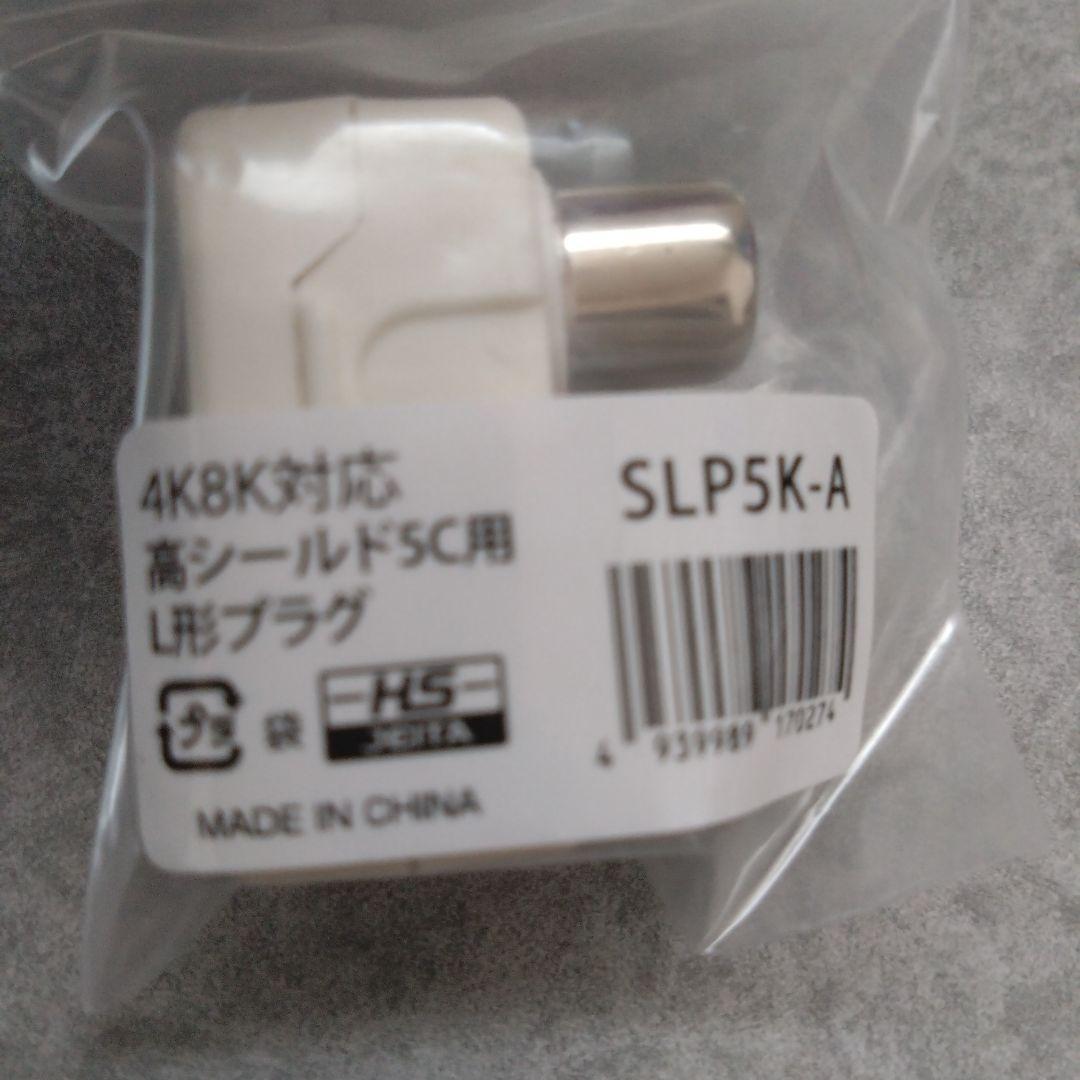 4K8K対応
高シールド5C用
L形プラグ
プラ 袋
HS
JEITA
MADE IN CHINA
SLP5K-A
4 939989 170274